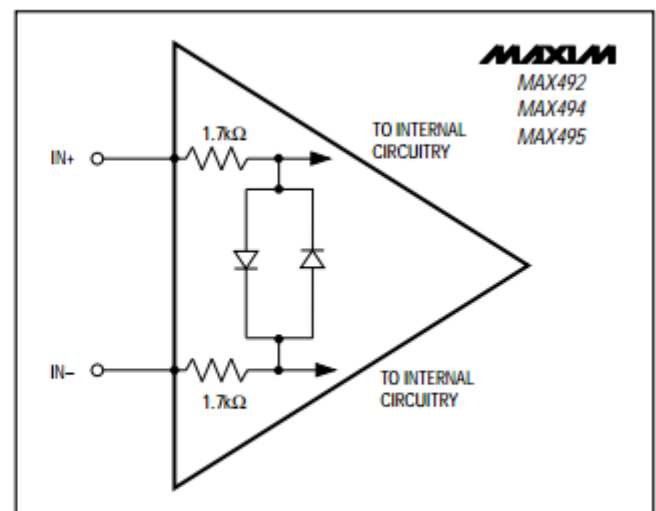 MAXIM
MAX492
MAX494
MAX495
1.7kΩ
TO INTERNAL
CIRCUITRY
IN+
IN–
1.7kΩ
TO INTERNAL
CIRCUITRY